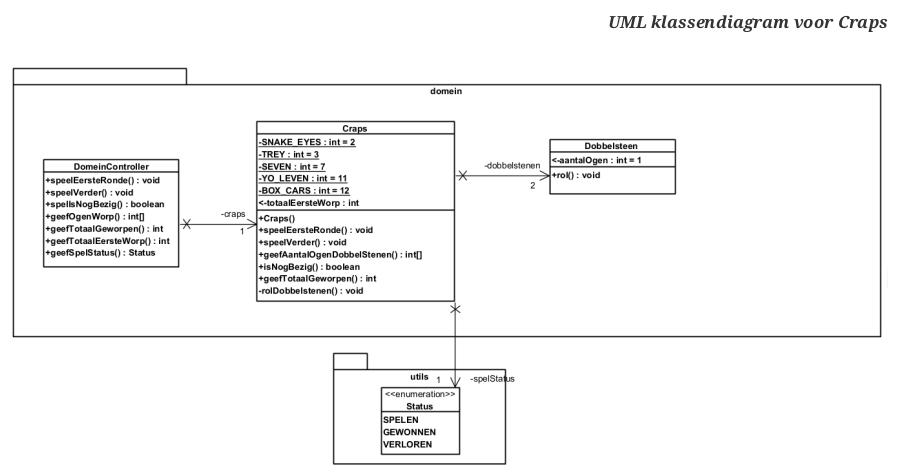 UML klassendiagram voor Craps
domein
DomeinController
+speelEersteRonde() : void
+speelVerder() : void
+spelIsNogBezig() : boolean
+geefOgenWorp() : int[]
+geefTotaalGeworpen() : int
+geefTotaalEersteWorp() : int
+geefSpelStatus() : Status
-craps
1
Craps
-SNAKE_EYES : int = 2
-TREY : int = 3
-SEVEN : int = 7
-YO_LEVEN : int = 11
-BOX_CARS : int = 12
<-totaalEersteWorp : int
+Craps()
+speelEersteRonde() : void
+speelVerder() : void
+geefAantalOgenDobbelStenen() : int[]
+isNogBezig() : boolean
+geefTotaalGeworpen() : int
-rolDobbelstenen() : void
-dobbelstenen
2
Dobbelsteen
<-aantalOgen : int = 1
+rol() : void
utils
1
-spelStatus
<<enumeration>>
Status
SPELEN
GEWONNEN
VERLOREN